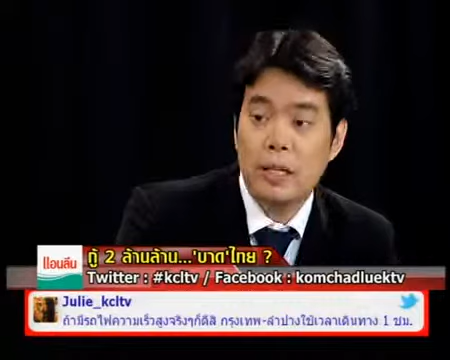 แอนลีน
กู้ 2 ล้านล้าน...'บาด'ไทย ?
Twitter : #kcltv / Facebook : komchadluektv
Julie_kcltv
ถ้ามีรถไฟความเร็วสูงจริงๆก็ดีสิ กรุงเทพ-ลำปางใช้เวลาเดินทาง 1 ชม.